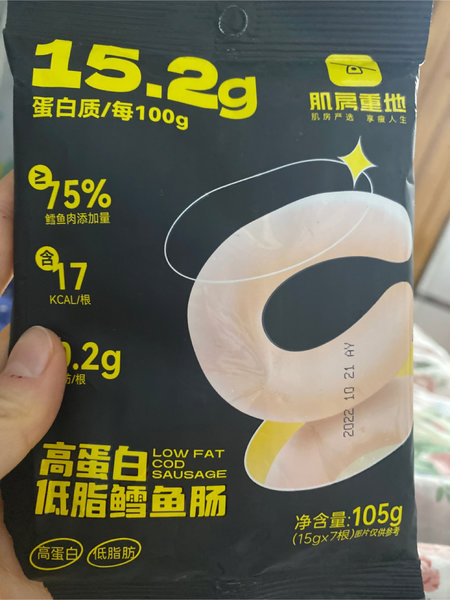 15.2g
蛋白质/每100g
肌房重地
肌房严选 享瘦人生
≥
75%
鳕鱼肉添加量
含
17
KCAL/根
0.2g
肪/根
2022 10 21 AY
高蛋白
LOW FAT
COD
SAUSAGE
低脂鳕鱼肠
净含量:105g
(15gx7根)图片仅供参考
高蛋白
低脂肪